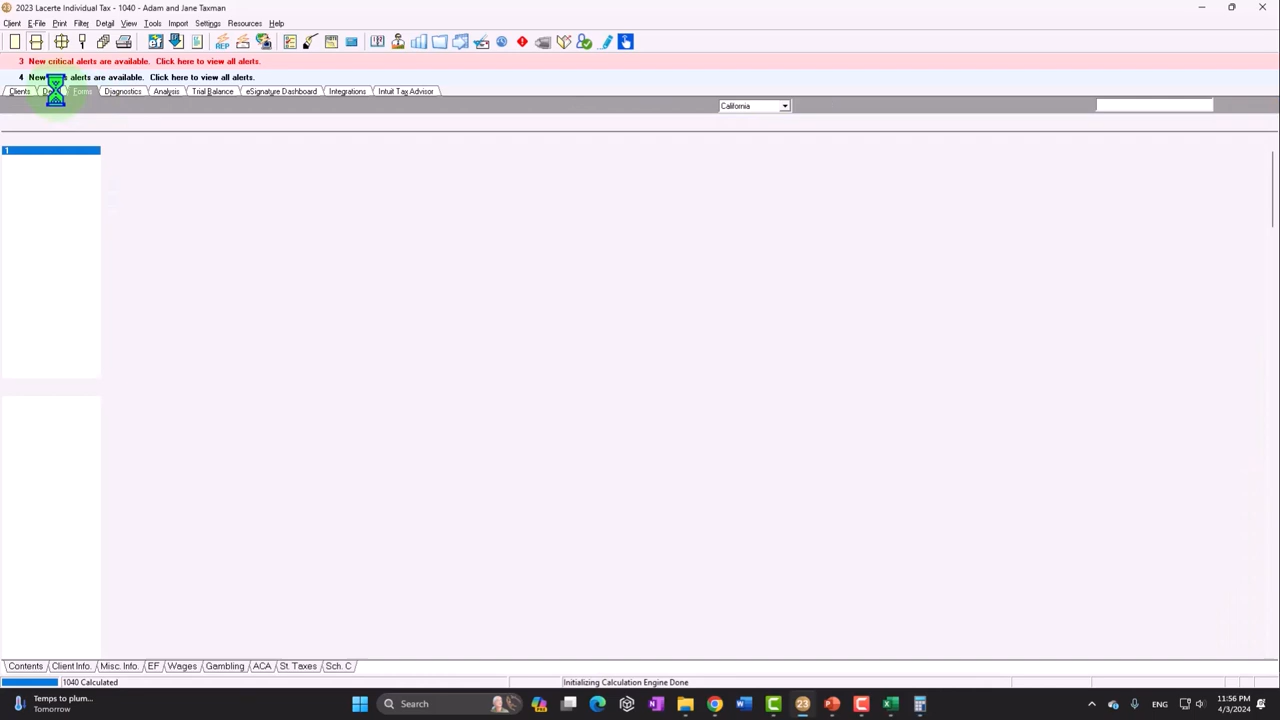 2023 Lacerte Individual Tax - 1040 - Adam and Jane Taxman
Client E-File Print Filter Detail View Tools Import Settings Resources Help
REP
3 New critical alerts are available. Click here to view all alerts.
4 New alerts are available. Click here to view all alerts.
Clients Forms Diagnostics Analysis Trial Balance eSignature Dashboard Integrations Intuit Tax Advisor
California
1
Contents Client Info. Misc. Info. EF Wages Gambling ACA St. Taxes Sch. C
1040 Calculated Initializing Calculation Engine Done
Temps to plum...
Tomorrow
Search
23
ENG
11:56 PM
4/3/2024